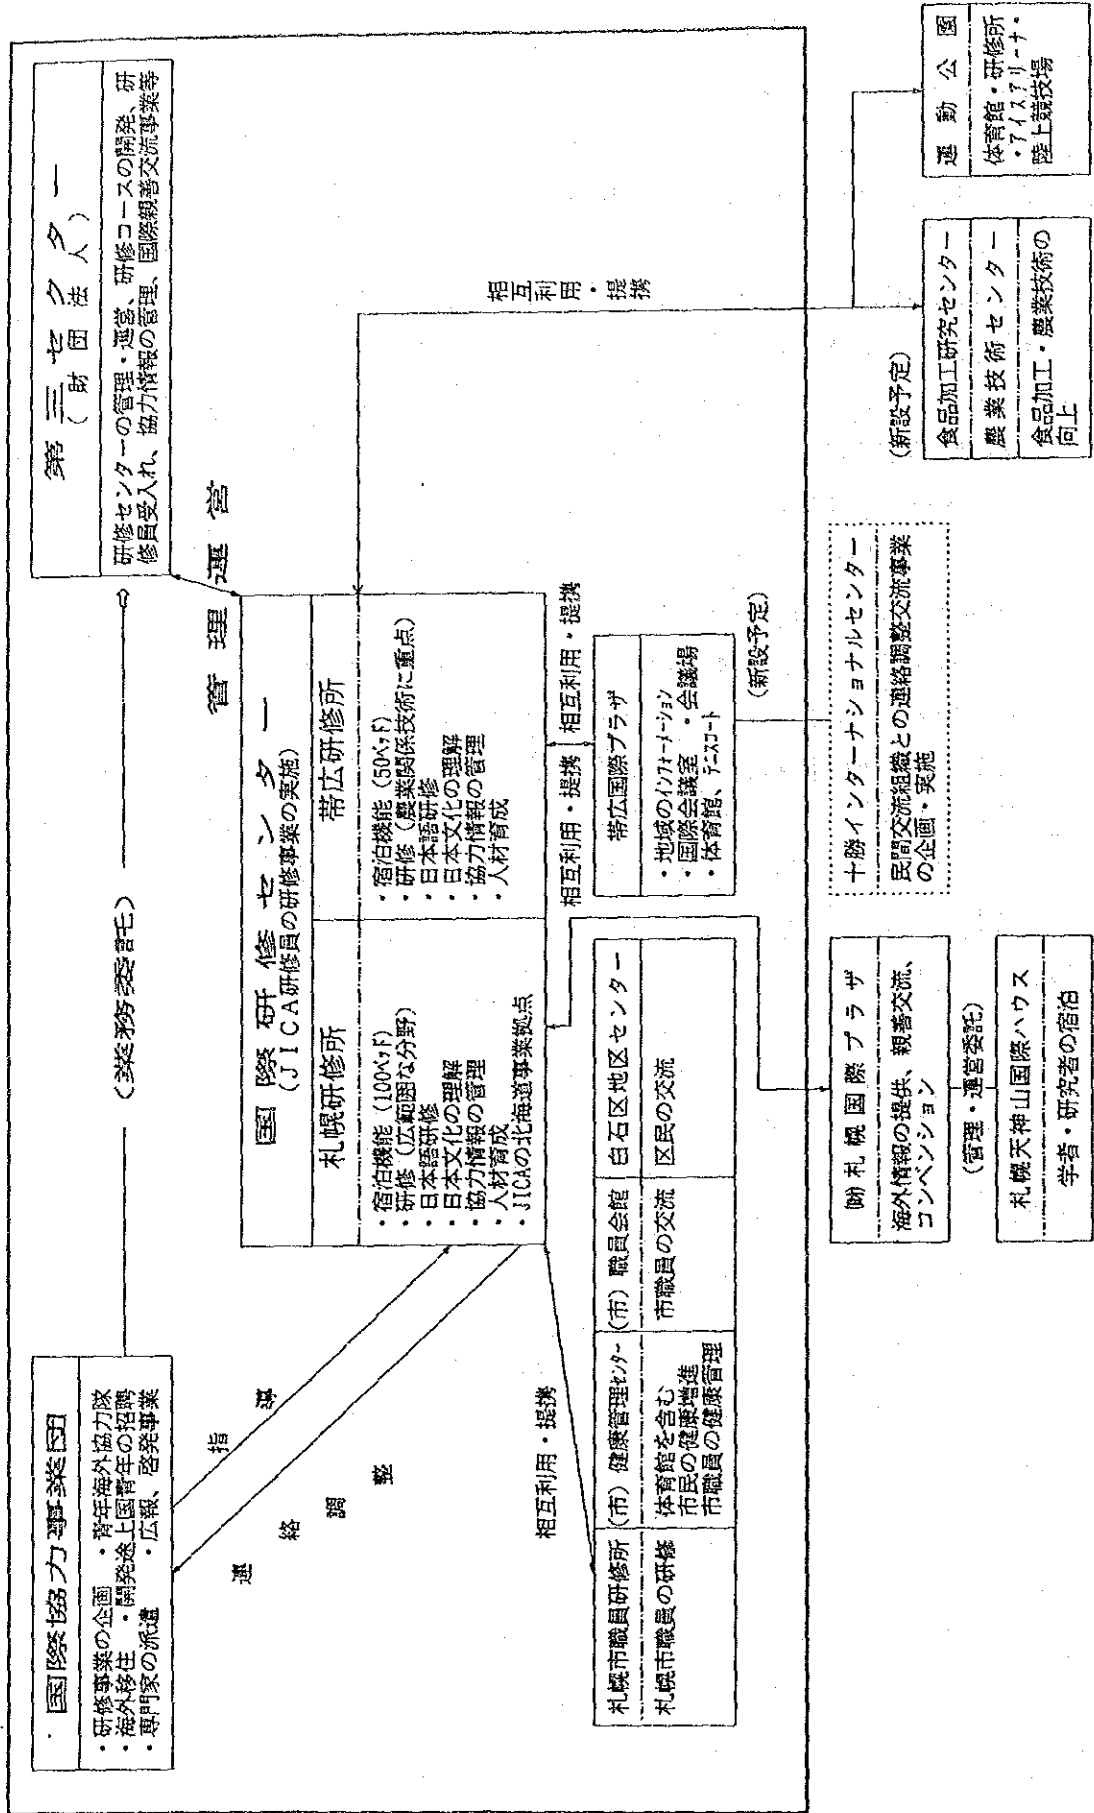 国際協力事業団
・研修事業の企画 ・青年海外協力隊
・海外移住 ・開発途上国青年の招聘
・専門家の派遣 ・広報、啓発事業
(業務委託)
第三セクター
(財団法人)
研修センターの管理・運営、研修コースの開発、研
修員受入れ、協力情報の管理、国際親善交流事業等
指導
連絡調整
管理運営
国際研修センター
(JICA研修員の研修事業の実施)
札幌研修所
・宿泊機能 (100ベッド)
・研修 (広範囲な分野)
・日本語研修
・日本文化の理解
・協力情報の管理
・人材育成
・JICAの北海道事業拠点
帯広研修所
・宿泊機能 (50ベッド)
・研修 (農業関係技術に重点)
・日本語研修
・日本文化の理解
・協力情報の管理
・人材育成
相互利用・提携
相互利用・提携
相互利用・提携
相互利用・提携
札幌市職員研修所
札幌市職員の研修
(市) 健康管理センター
体育館を含む
市民の健康増進
市職員の健康管理
(市) 職員会館
市職員の交流
白石区地区センター
区民の交流
帯広国際プラザ
・地域のインフォーメーション
・国際会議室 ・会議場
・体育館、テニスコート
(新設予定)
㈶札幌国際プラザ
海外情報の提供、親善交流、
コンベンション
(管理・運営委託)
札幌天神山国際ハウス
学者・研究者の宿泊
十勝インターナショナルセンター
民間交流組織との連絡調整交流事業
の企画・実施
(新設予定)
食品加工研究センター
農業技術センター
食品加工・農業技術の
向上
運動公園
体育館・研修所
・アイスアリーナ・
陸上競技場